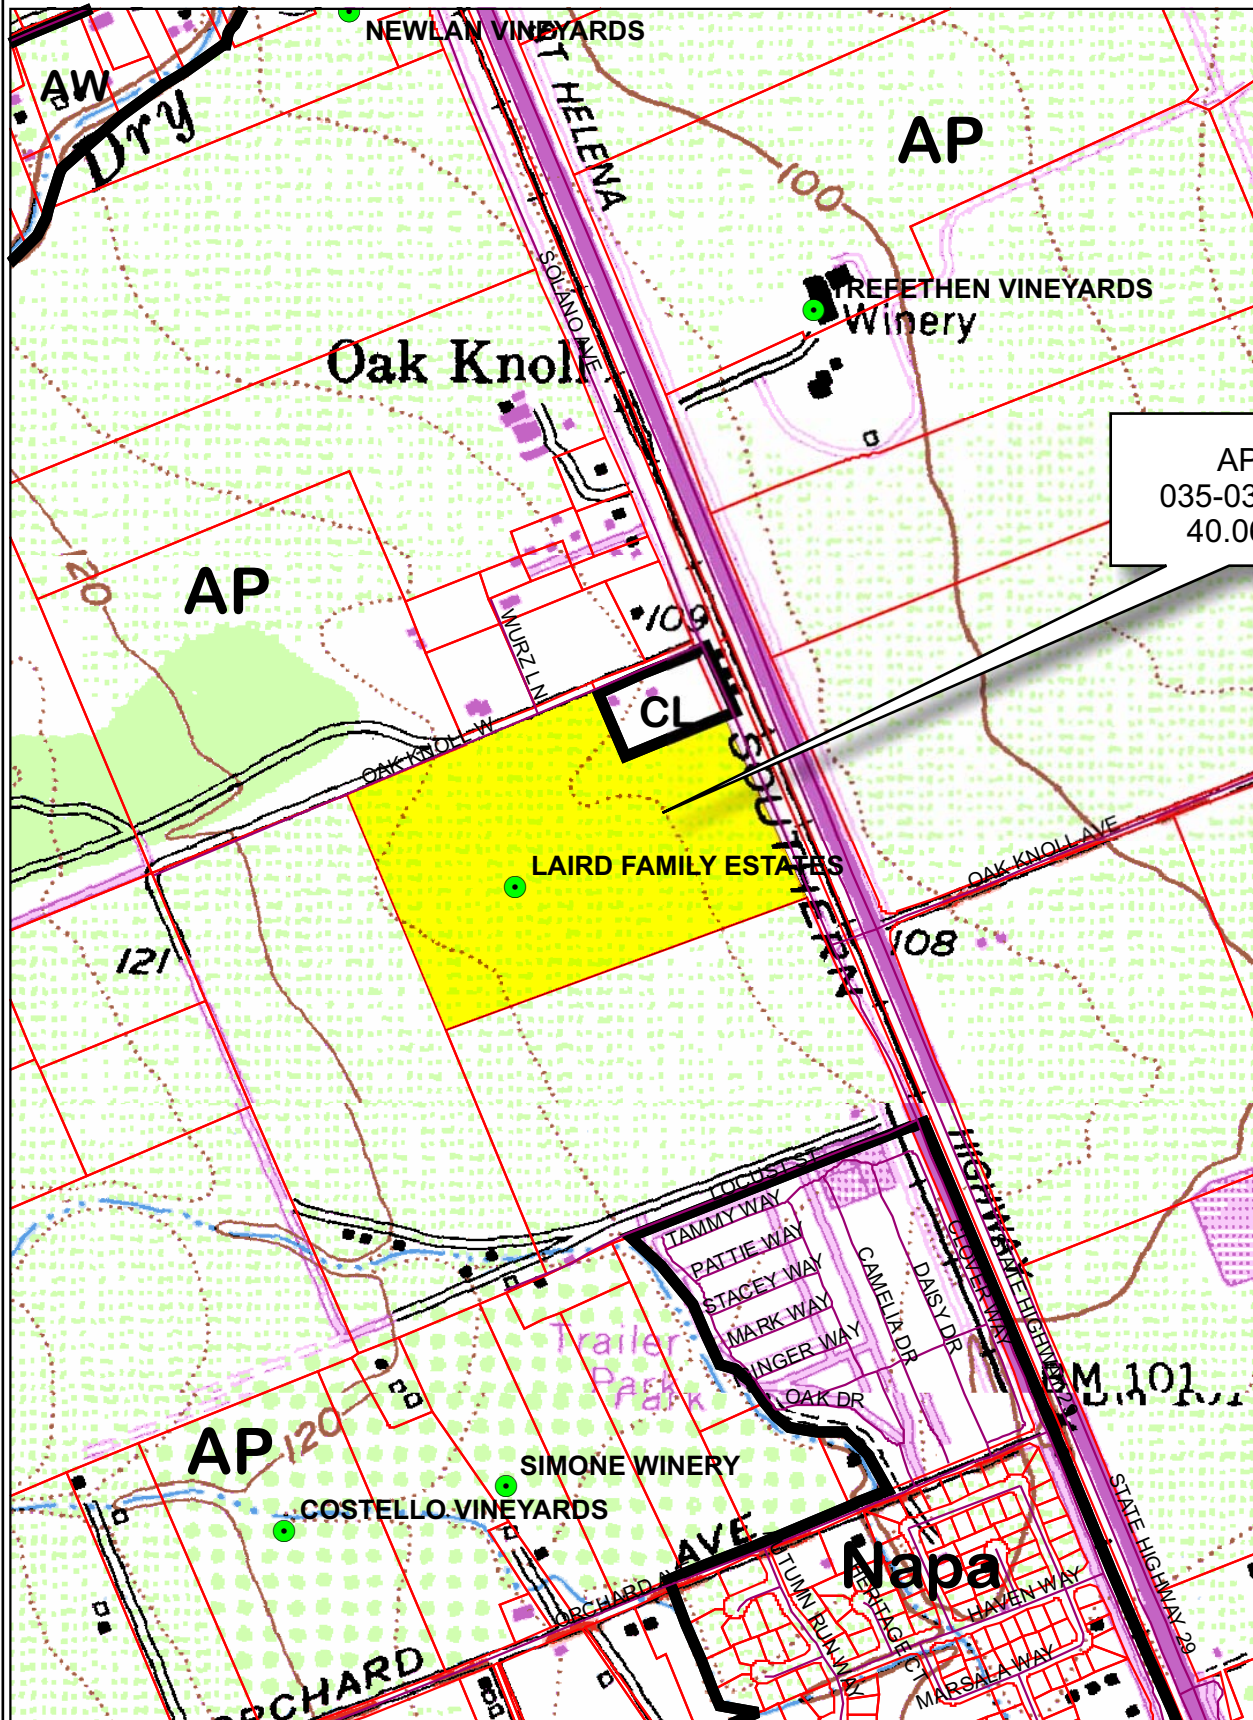 NEWLAN VINEYARDS
AW
Dry
HELENA
AP
100
SOLANO AVE
TREFETHEN VINEYARDS
Winery
Oak Knoll
AP
035-03
40.00
120
AP
WURZ LN
109
CL
OAK KNOLL W
SOUTHERN
OAK KNOLL AVE
LAIRD FAMILY ESTATES
108
121
HIGHWAY
LOCUST ST
TAMMY WAY
PATTIE WAY
STACEY WAY
MARK WAY
GINGER WAY
OAK DR
CAMELIA DR
DAISY DR
CLOVER WAY
STATE HIGHWAY 29
Trailer
Park
Park
BM 101
AP
120
SIMONE WINERY
COSTELLO VINEYARDS
STATE HIGHWAY 29
AVE
Napa
ORCHARD AVE
AUTUMN RUN WAY
HERITAGE CT
HAVEN WAY
MARSALA WAY
ORCHARD